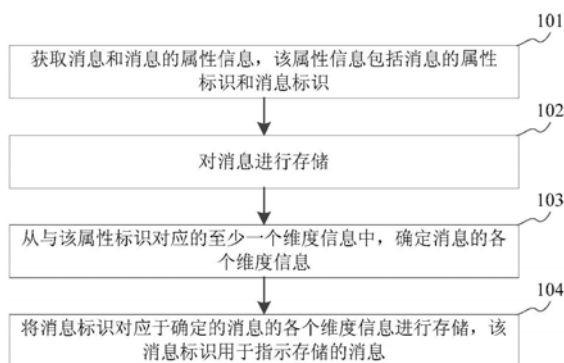 101
获取消息和消息的属性信息，该属性信息包括消息的属性
标识和消息标识
102
对消息进行存储
103
从与该属性标识对应的至少一个维度信息中，确定消息的各
个维度信息
104
将消息标识对应于确定的消息的各个维度信息进行存储，该
消息标识用于指示存储的消息